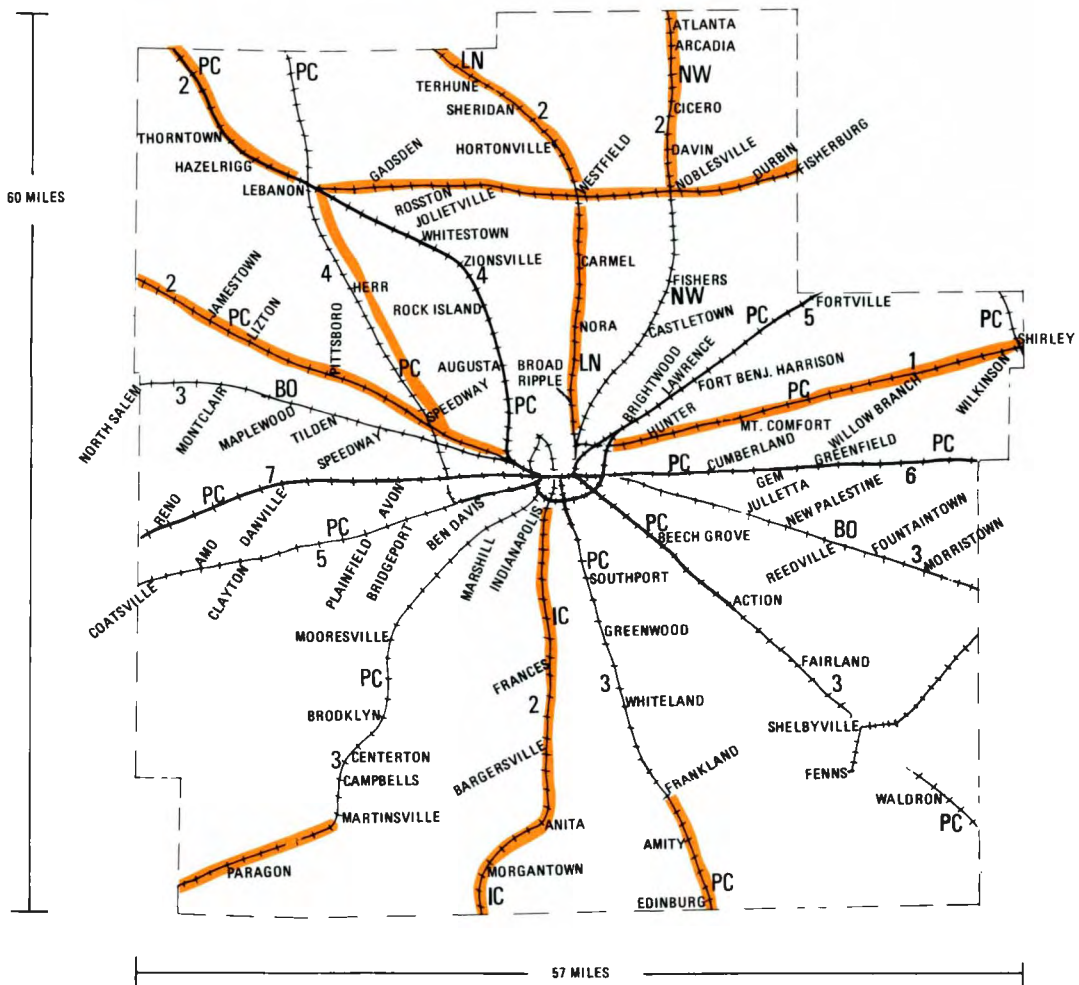 ATLANTA
ARCADIA
NW
CICERO
2
DAVIN
NOBLESVILLE
DURBIN
FISHERBURG
LN
TERHUNE
SHERIDAN
2
HORTONVILLE
WESTFIELD
PC
2
PC
THORNTOWN
HAZELRIGG
LEBANON
GADSDEN
ROSSTON
JOLIETVILLE
WHITESTOWN
ZIONSVILLE
4
ROCK ISLAND
AUGUSTA
PC
4
HERR
PC
60 MILES
2
JAMESTOWN
PC
LIZTON
PITTSBORO
SPEEDWAY
CARMEL
NORA
BROAD
RIPPLE
LN
FISHERS
NW
CASTLETOWN
BRIGHTWOOD
LAWRENCE
PC
5
FORTVILLE
FORT BENJ. HARRISON
PC
SHIRLEY
1
PC
HUNTER
MT. COMFORT
WILLOW BRANCH
WILKINSON
NORTH SALEM
3
MONTCLAIR
BO
MAPLEWOOD
TILDEN
SPEEDWAY
PC
CUMBERLAND
GEM
GREENFIELD
PC
6
JULLETTA
NEW PALESTINE
BO
REEDVILLE
FOUNTAINTOWN
3
MORRISTOWN
RENO
PC
7
DANVILLE
AVON
COATSVILLE
AMO
CLAYTON
5
PC
PLAINFIELD
BRIDGEPORT
BEN DAVIS
MARSHILL
INDIANAPOLIS
PC
BEECH GROVE
ACTION
FAIRLAND
3
SHELBYVILLE
FENNS
WALDRON
PC
PC
SOUTHPORT
GREENWOOD
3
WHITELAND
FRANKLAND
AMITY
PC
EDINBURG
IC
FRANCES
2
BARGERSVILLE
ANITA
MORGANTOWN
IC
MOORESVILLE
PC
BRODKLYN
3
CENTERTON
CAMPBELLS
MARTINSVILLE
PARAGON
57 MILES